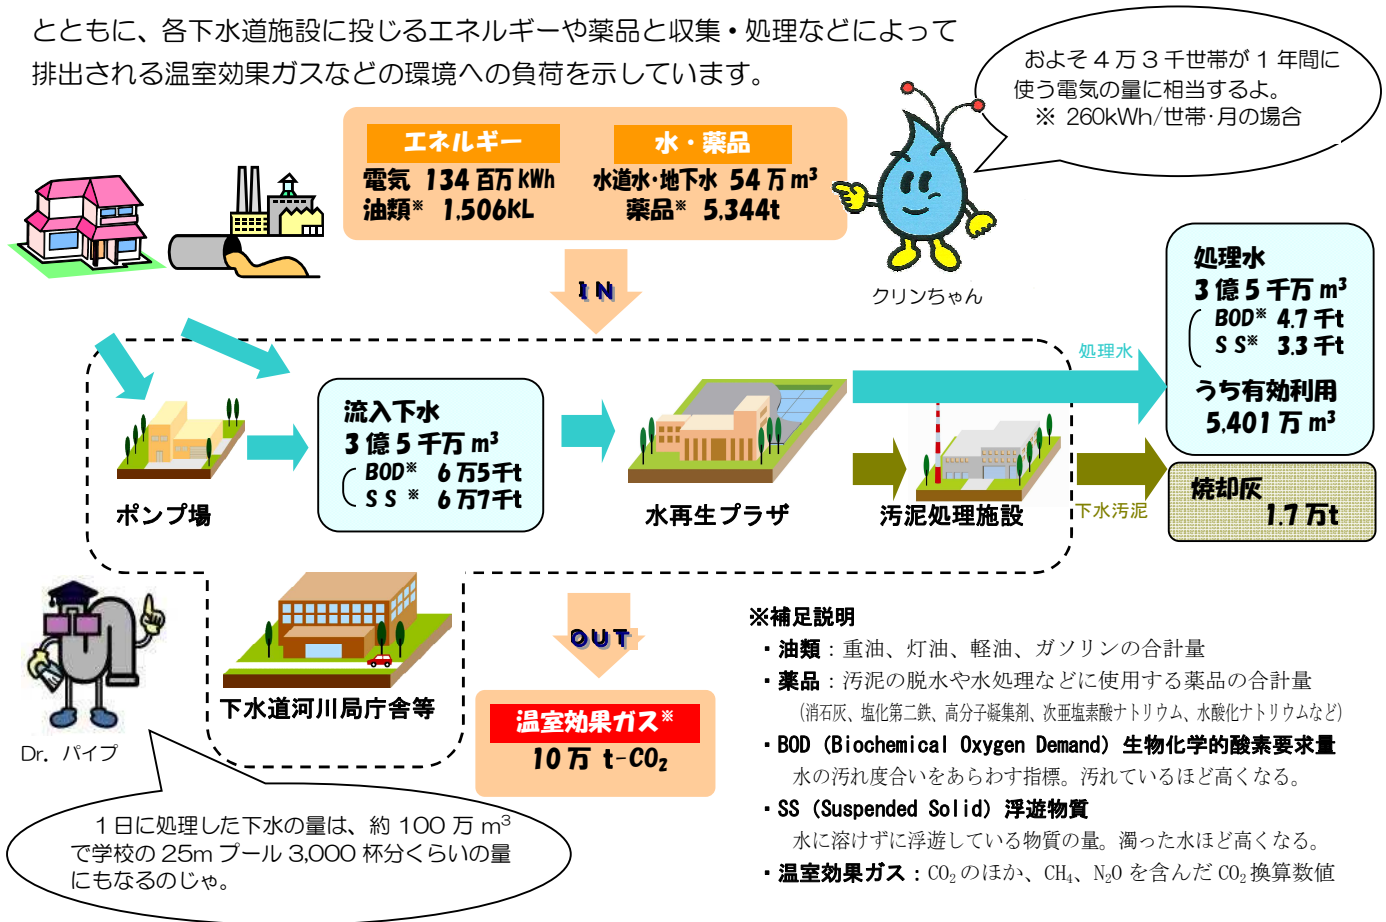 とともに、各下水道施設に投じるエネルギーや薬品と収集・処理などによって
排出される温室効果ガスなどの環境への負荷を示しています。
およそ４万３千世帯が１年間に
使う電気の量に相当するよ。
※ 260kWh/世帯･月の場合
エネルギー
電気 134 百万 kWh
油類※ 1,506kL
水・薬品
水道水･地下水 54 万 m³
薬品※ 5,344t
クリンちゃん
IN
処理水
3 億 5 千万 m³
BOD※ 4.7 千t
S S※ 3.3 千t
うち有効利用
5,401 万 m³
処理水
流入下水
3 億 5 千万 m³
BOD※ 6 万5千t
S S ※ 6 万7千t
ポンプ場
水再生プラザ
汚泥処理施設
下水汚泥
焼却灰
1.7 万t
下水道河川局庁舎等
OUT
温室効果ガス※
10 万 t-CO₂
Dr. パイプ
１日に処理した下水の量は、約 100 万 m³
で学校の 25m プール 3,000 杯分くらいの量
にもなるのじゃ。
※補足説明
・油類：重油、灯油、軽油、ガソリンの合計量
・薬品：汚泥の脱水や水処理などに使用する薬品の合計量
(消石灰、塩化第二鉄、高分子凝集剤、次亜塩素酸ナトリウム、水酸化ナトリウムなど)
・BOD (Biochemical Oxygen Demand) 生物化学的酸素要求量
水の汚れ度合いをあらわす指標。汚れているほど高くなる。
・SS (Suspended Solid) 浮遊物質
水に溶けずに浮遊している物質の量。濁った水ほど高くなる。
・温室効果ガス：CO₂のほか、CH₄、N₂O を含んだ CO₂換算数値